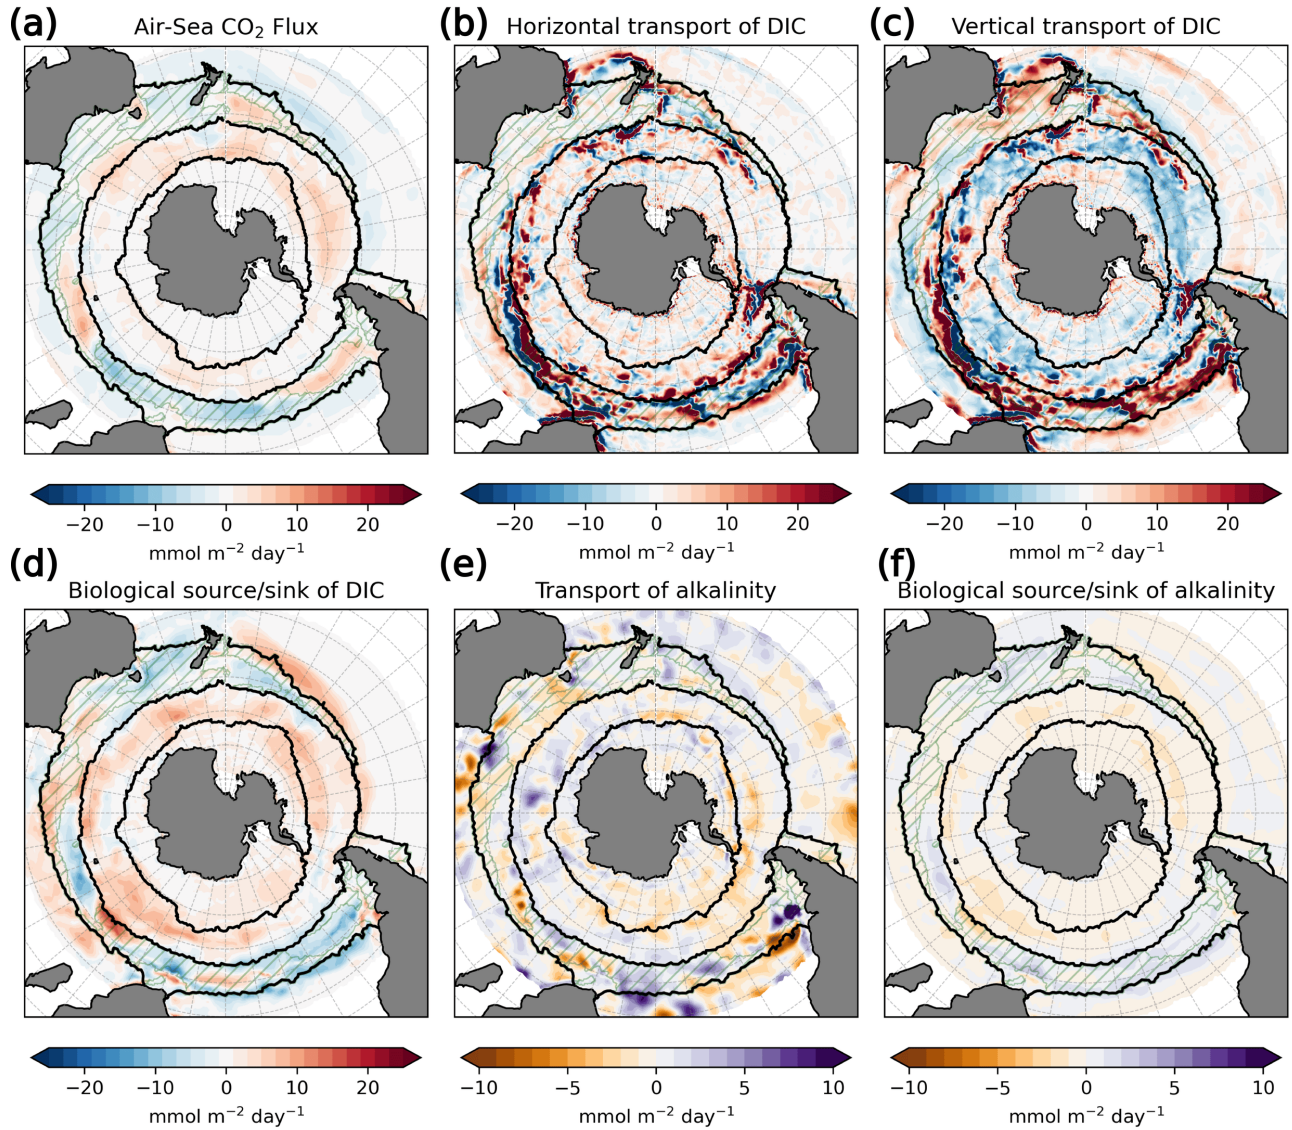 (a) Air-Sea CO₂ Flux
(b) Horizontal transport of DIC
(c) Vertical transport of DIC
−20 −10 0 10 20
mmol m⁻² day⁻¹
−20 −10 0 10 20
mmol m⁻² day⁻¹
−20 −10 0 10 20
mmol m⁻² day⁻¹
(d) Biological source/sink of DIC
(e) Transport of alkalinity
(f) Biological source/sink of alkalinity
−20 −10 0 10 20
mmol m⁻² day⁻¹
−10 −5 0 5 10
mmol m⁻² day⁻¹
−10 −5 0 5 10
mmol m⁻² day⁻¹